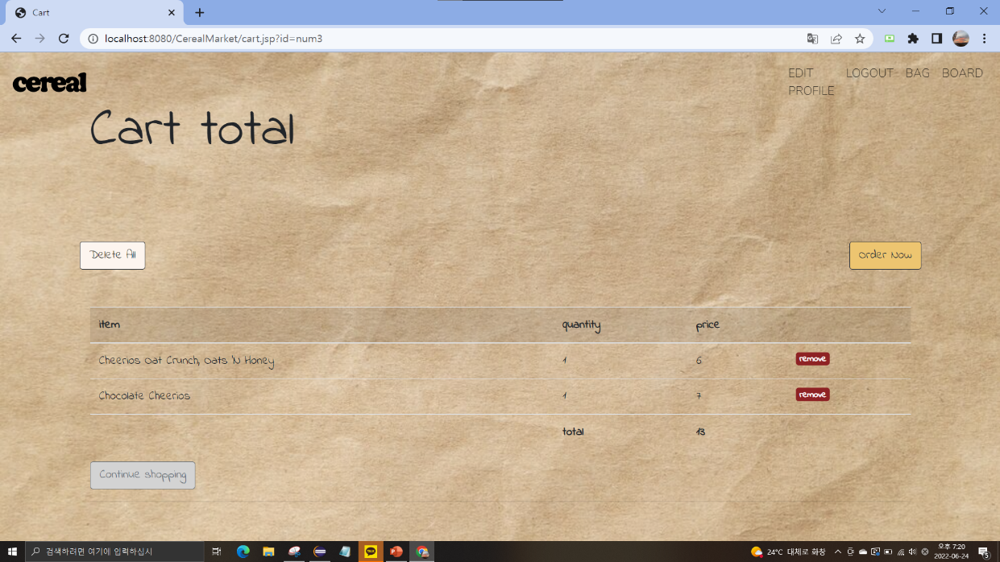 Cart
localhost:8080/CerealMarket/cart.jsp?id=num3
cereal
EDIT PROFILE
LOGOUT
BAG
BOARD
Cart total
Delete All
Order Now
item quantity price
Cheerios Oat Crunch, Oats 'N Honey 1 6 remove
Chocolate Cheerios 1 7 remove
total 13
Continue shopping
검색하려면 여기에 입력하십시
TALK
24°C 대체로 화창
오후 7:20
2022-06-24
5